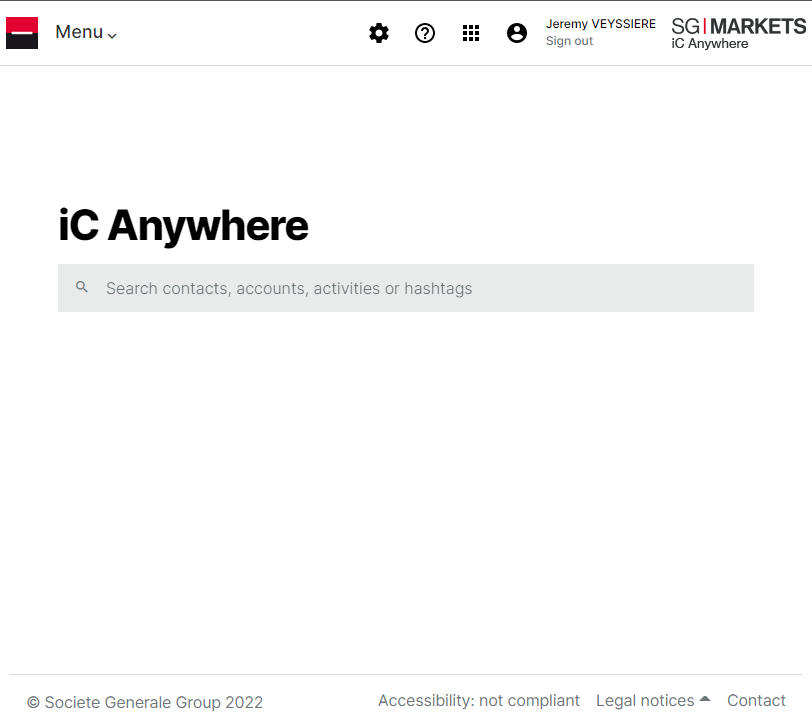 Menu
Jeremy VEYSSIERE
Sign out
SG|MARKETS
iC Anywhere
iC Anywhere
Search contacts, accounts, activities or hashtags
© Societe Generale Group 2022
Accessibility: not compliant Legal notices Contact